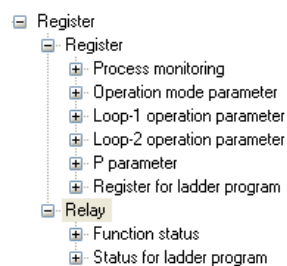 Register
Register
Process monitoring
Operation mode parameter
Loop-1 operation parameter
Loop-2 operation parameter
P parameter
Register for ladder program
Relay
Function status
Status for ladder program